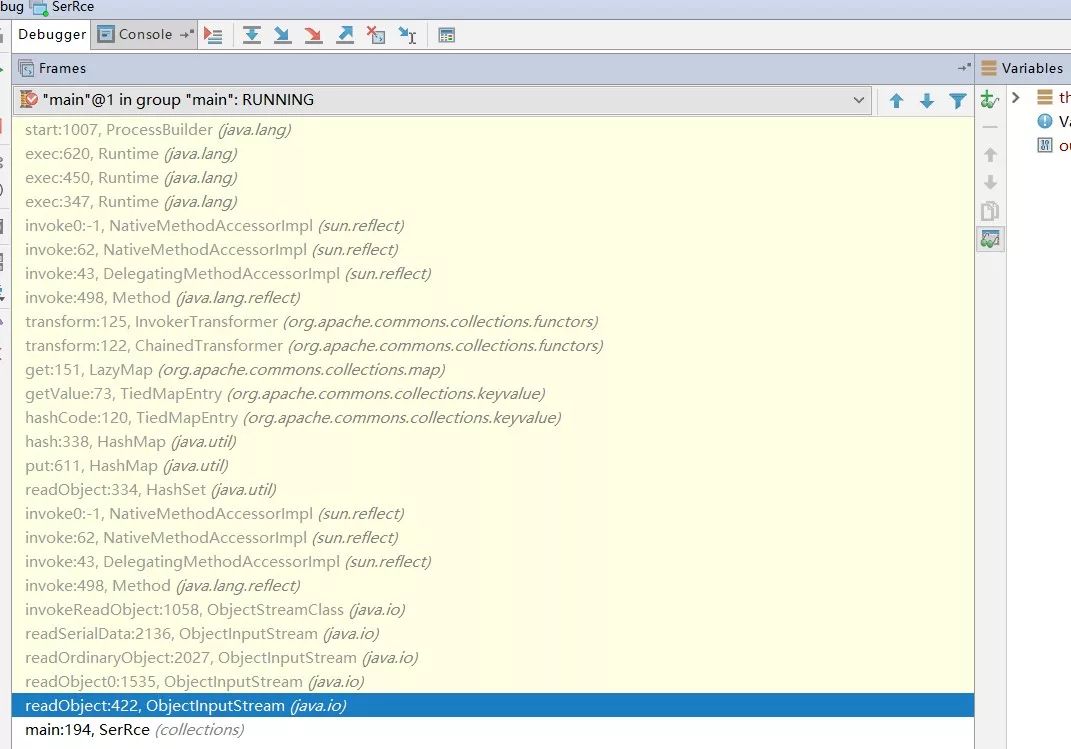 bug SerRce
Debugger Console
Frames
Variables
"main"@1 in group "main": RUNNING
start:1007, ProcessBuilder (java.lang)
exec:620, Runtime (java.lang)
exec:450, Runtime (java.lang)
exec:347, Runtime (java.lang)
invoke0:-1, NativeMethodAccessorImpl (sun.reflect)
invoke:62, NativeMethodAccessorImpl (sun.reflect)
invoke:43, DelegatingMethodAccessorImpl (sun.reflect)
invoke:498, Method (java.lang.reflect)
transform:125, InvokerTransformer (org.apache.commons.collections.functors)
transform:122, ChainedTransformer (org.apache.commons.collections.functors)
get:151, LazyMap (org.apache.commons.collections.map)
getValue:73, TiedMapEntry (org.apache.commons.collections.keyvalue)
hashCode:120, TiedMapEntry (org.apache.commons.collections.keyvalue)
hash:338, HashMap (java.util)
put:611, HashMap (java.util)
readObject:334, HashSet (java.util)
invoke0:-1, NativeMethodAccessorImpl (sun.reflect)
invoke:62, NativeMethodAccessorImpl (sun.reflect)
invoke:43, DelegatingMethodAccessorImpl (sun.reflect)
invoke:498, Method (java.lang.reflect)
invokeReadObject:1058, ObjectStreamClass (java.io)
readSerialData:2136, ObjectInputStream (java.io)
readOrdinaryObject:2027, ObjectInputStream (java.io)
readObject0:1535, ObjectInputStream (java.io)
readObject:422, ObjectInputStream (java.io)
main:194, SerRce (collections)